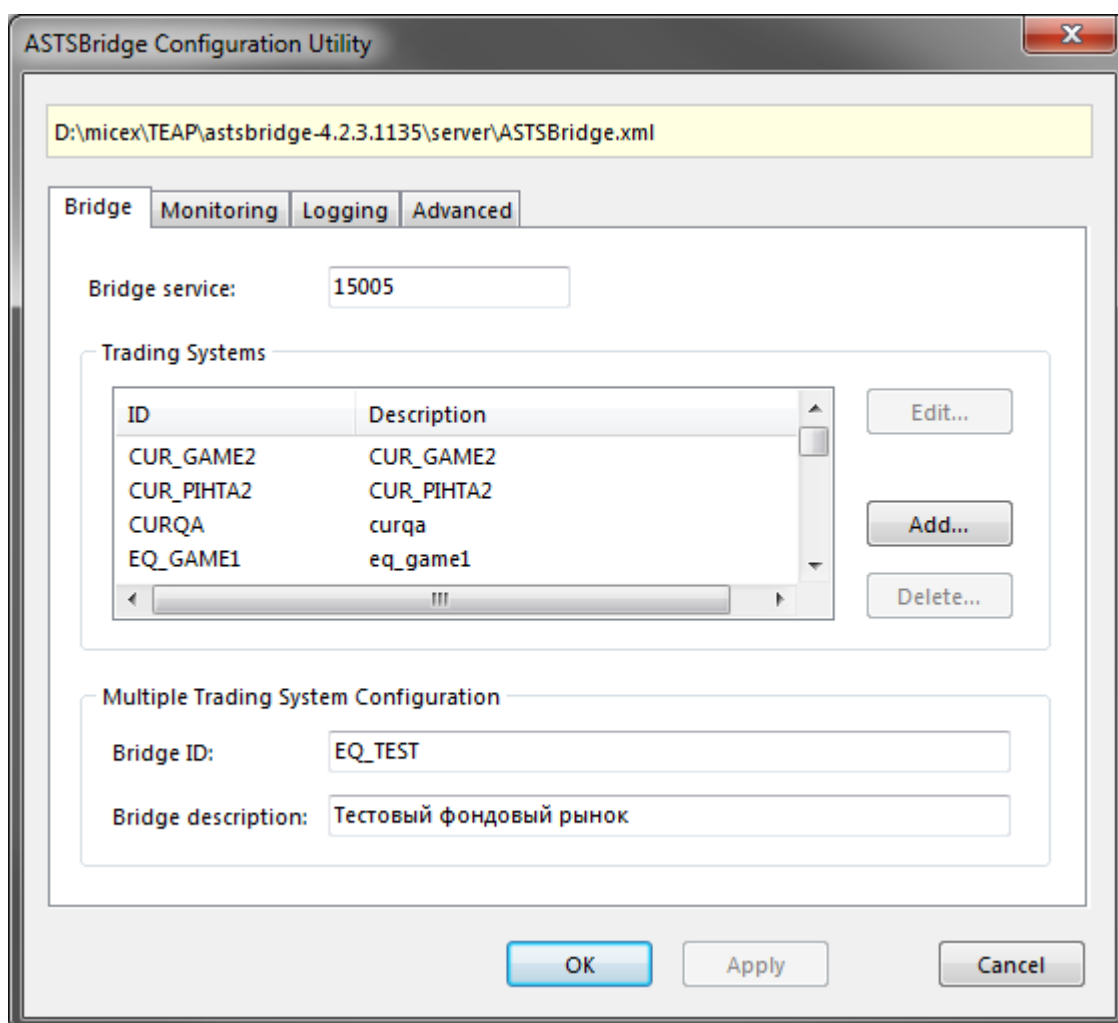 ASTSBridge Configuration Utility
D:\micex\TEAP\astsbridge-4.2.3.1135\server\ASTSBridge.xml
Bridge Monitoring Logging Advanced
Bridge service: 15005
Trading Systems
ID Description Edit...
CUR_GAME2 CUR_GAME2
CUR_PIHTA2 CUR_PIHTA2
CURQA curqa Add...
EQ_GAME1 eq_game1
Delete...
Multiple Trading System Configuration
Bridge ID: EQ_TEST
Bridge description: Тестовый фондовый рынок
OK Apply Cancel